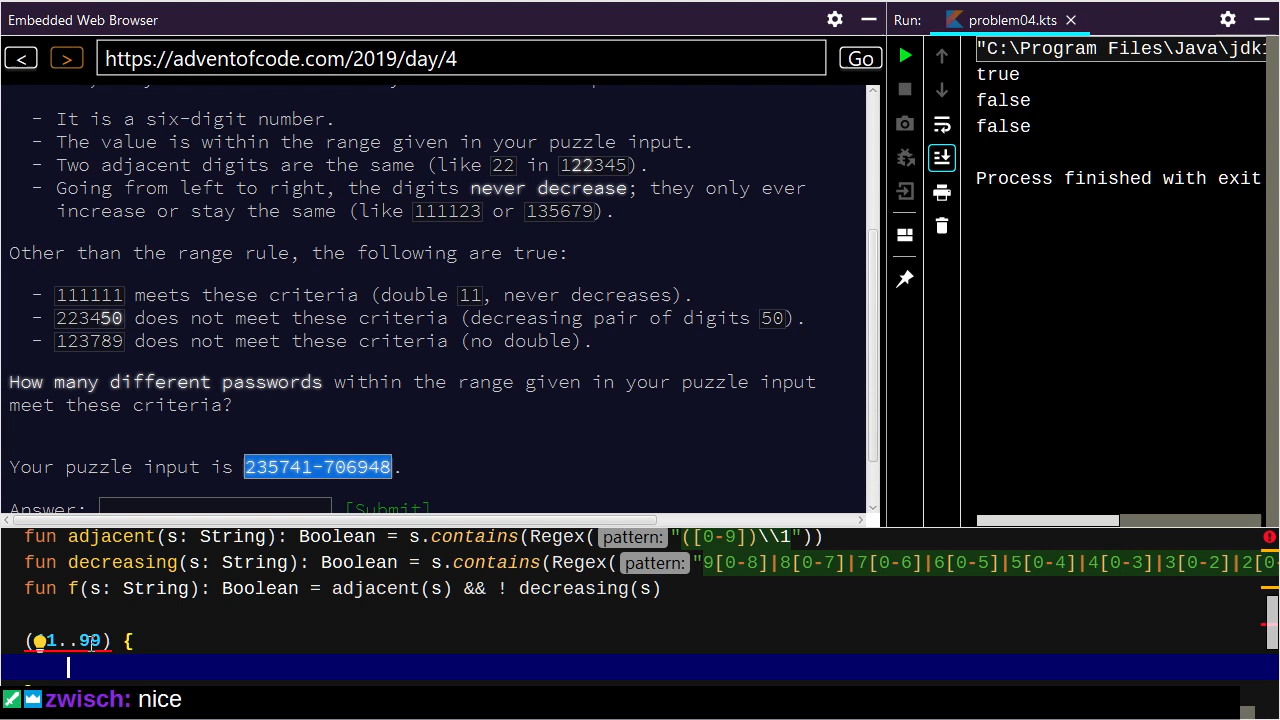 Embedded Web Browser
Run: problem04.kts
< > https://adventofcode.com/2019/day/4 Go
- It is a six-digit number.
- The value is within the range given in your puzzle input.
- Two adjacent digits are the same (like 22 in 122345).
- Going from left to right, the digits never decrease; they only ever
increase or stay the same (like 111123 or 135679).
Other than the range rule, the following are true:
- 111111 meets these criteria (double 11, never decreases).
- 223450 does not meet these criteria (decreasing pair of digits 50).
- 123789 does not meet these criteria (no double).
How many different passwords within the range given in your puzzle input
meet these criteria?
Your puzzle input is 235741-706948.
Answer: [Submit]
"C:\Program Files\Java\jdk
true
false
false
Process finished with exit
fun adjacent(s: String): Boolean = s.contains(Regex( pattern: "([0-9])\\1"))
fun decreasing(s: String): Boolean = s.contains(Regex( pattern: "9[0-8]|8[0-7]|7[0-6]|6[0-5]|5[0-4]|4[0-3]|3[0-2]|2[0-
fun f(s: String): Boolean = adjacent(s) && ! decreasing(s)
1..99) {
zwisch: nice